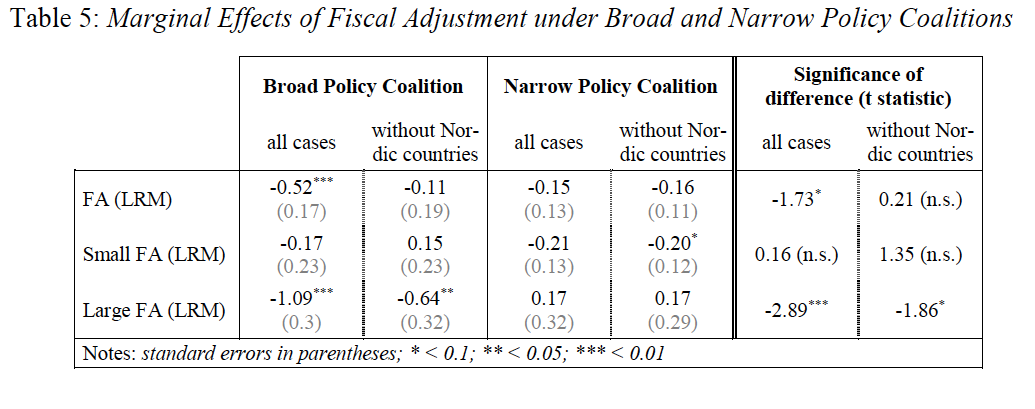 Table 5: Marginal Effects of Fiscal Adjustment under Broad and Narrow Policy Coalitions
Broad Policy Coalition Narrow Policy Coalition Significance of difference (t statistic)
all cases without Nor-dic countries all cases without Nor-dic countries all cases without Nor-dic countries
FA (LRM) -0.52*** -0.11 -0.15 -0.16 -1.73* 0.21 (n.s.)
(0.17) (0.19) (0.13) (0.11)
Small FA (LRM) -0.17 0.15 -0.21 -0.20* 0.16 (n.s.) 1.35 (n.s.)
(0.23) (0.23) (0.13) (0.12)
Large FA (LRM) -1.09*** -0.64** 0.17 0.17 -2.89*** -1.86*
(0.3) (0.32) (0.32) (0.29)
Notes: standard errors in parentheses; * < 0.1; ** < 0.05; *** < 0.01